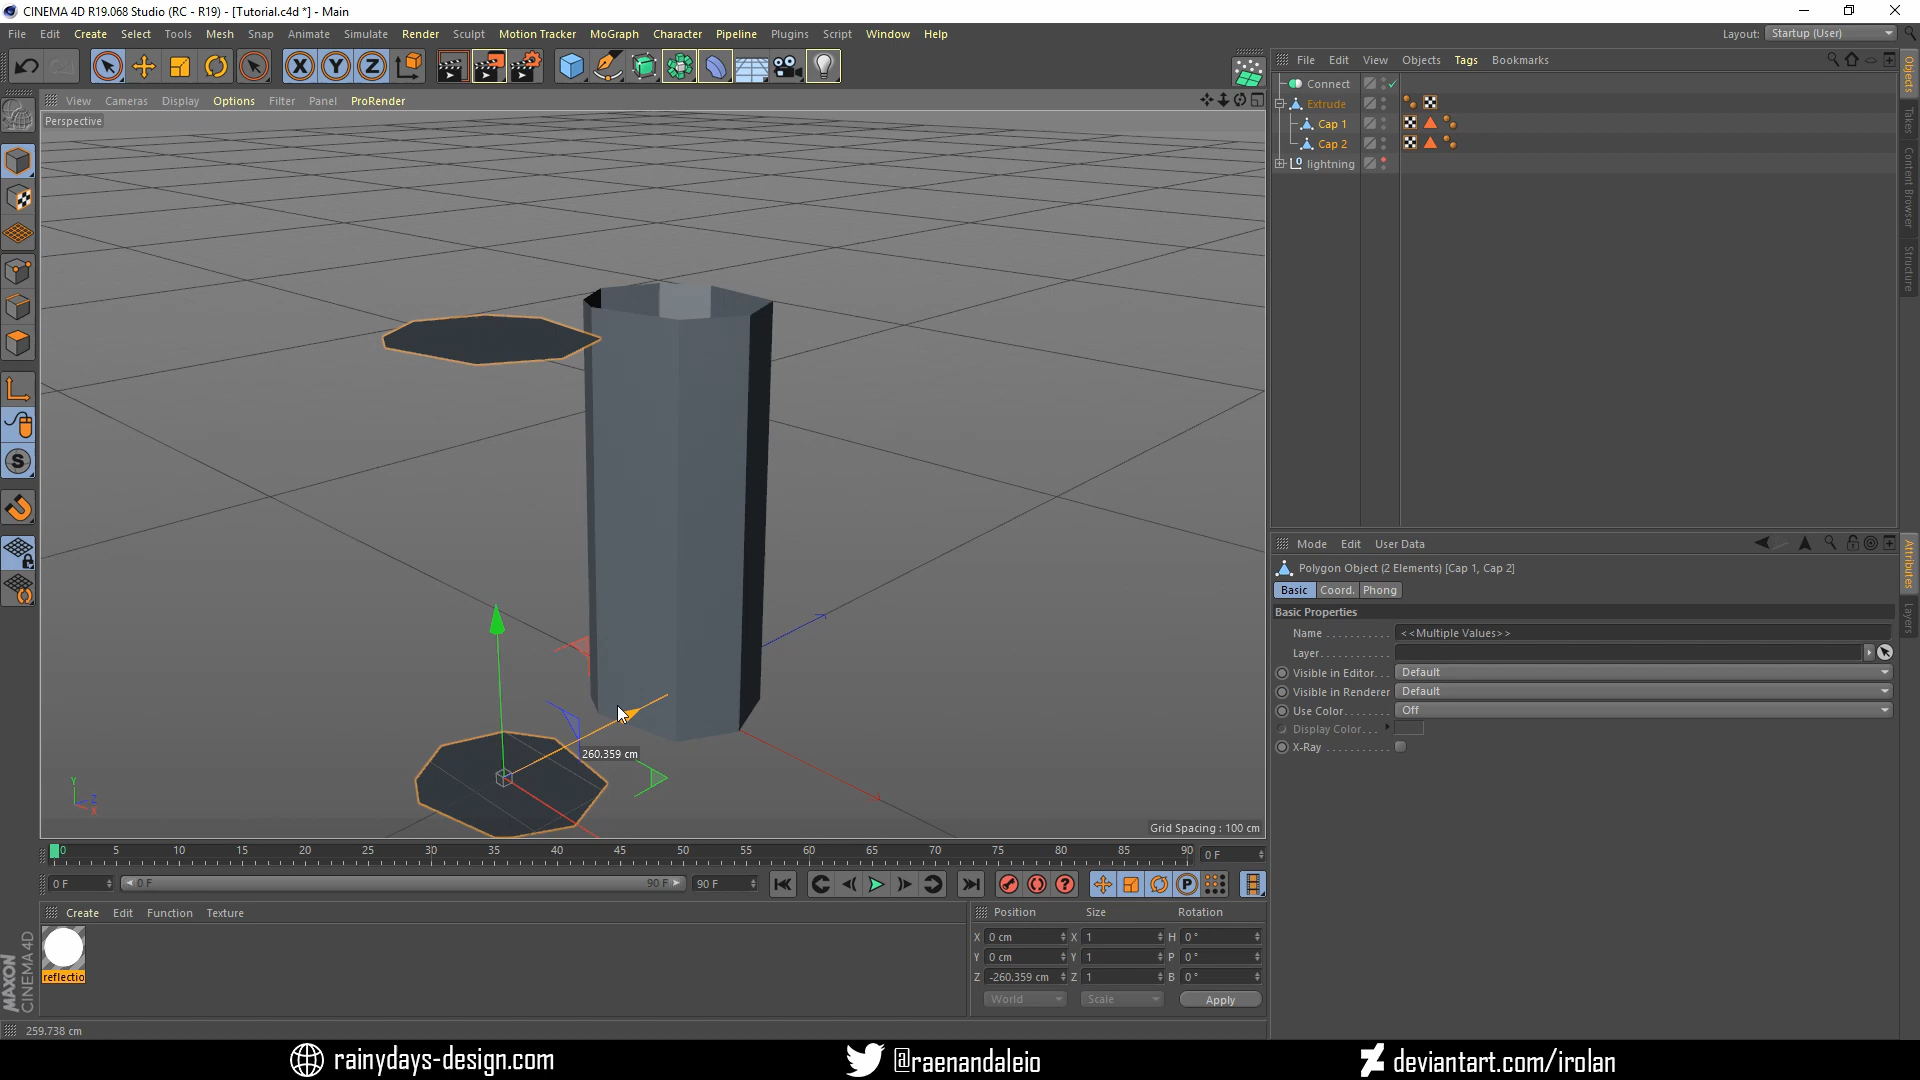 CINEMA 4D R19.068 Studio (RC - R19) - [Tutorial.c4d *] - Main
File Edit Create Select Tools Mesh Snap Animate Simulate Render Sculpt Motion Tracker MoGraph Character Pipeline Plugins Script Window Help
Layout: Startup (User)
X Y Z
View Cameras Display Options Filter Panel ProRender
Perspective
File Edit View Objects Tags Bookmarks
Connect
Extrude
Cap 1
Cap 2
lightning
Objects
Takes
Content Browser
Structure
Mode Edit User Data
Polygon Object (2 Elements) [Cap 1, Cap 2]
Basic Coord. Phong
Basic Properties
Name <<Multiple Values>>
Layer
Visible in Editor Default
Visible in Renderer Default
Use Color Off
Display Color
X-Ray
Attributes
Layers
260.359 cm
Y
Z
X
Grid Spacing : 100 cm
0 5 10 15 20 25 30 35 40 45 50 55 60 65 70 75 80 85 90 0 F
0 F 0 F 90 F 90 F
Create Edit Function Texture
reflectio
MAXON
CINEMA 4D
Position Size Rotation
X 0 cm X 1 H 0 °
Y 0 cm Y 1 P 0 °
Z -260.359 cm Z 1 B 0 °
World Scale Apply
259.738 cm
rainydays-design.com @raenandaleio deviantart.com/irolan